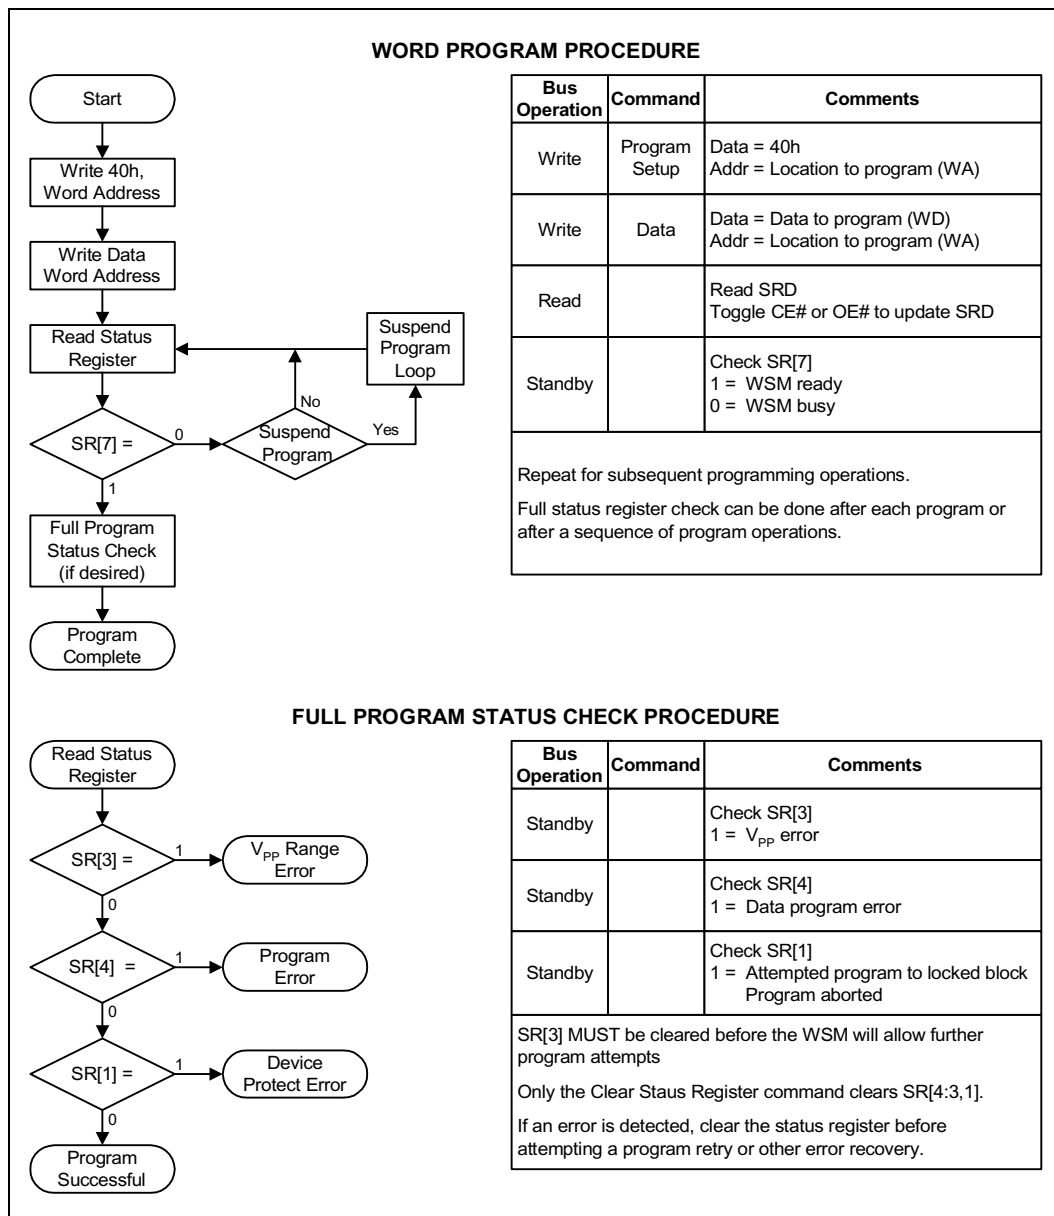 WORD PROGRAM PROCEDURE
Start
Write 40h,
Word Address
Write Data
Word Address
Read Status
Register
Suspend
Program
Loop
No
SR[7] =
0
Suspend
Program
Yes
1
Full Program
Status Check
(if desired)
Program
Complete
Bus
Operation
Command
Comments
Write
Program
Setup
Data = 40h
Addr = Location to program (WA)
Write
Data
Data = Data to program (WD)
Addr = Location to program (WA)
Read
Read SRD
Toggle CE# or OE# to update SRD
Standby
Check SR[7]
1 = WSM ready
0 = WSM busy
Repeat for subsequent programming operations.
Full status register check can be done after each program or
after a sequence of program operations.
FULL PROGRAM STATUS CHECK PROCEDURE
Read Status
Register
SR[3] =
1
VPP Range
Error
0
SR[4] =
1
Program
Error
0
SR[1] =
1
Device
Protect Error
0
Program
Successful
Bus
Operation
Command
Comments
Standby
Check SR[3]
1 = VPP error
Standby
Check SR[4]
1 = Data program error
Standby
Check SR[1]
1 = Attempted program to locked block
Program aborted
SR[3] MUST be cleared before the WSM will allow further
program attempts
Only the Clear Staus Register command clears SR[4:3,1].
If an error is detected, clear the status register before
attempting a program retry or other error recovery.